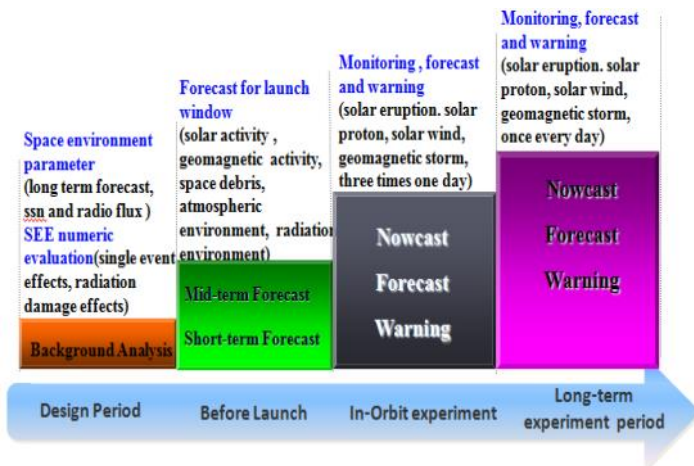 Space environment
parameter
(long term forecast,
ssn and radio flux )
SEE numeric
evaluation(single event
effects, radiation
damage effects)
Background Analysis
Design Period
Forecast for launch
window
(solar activity ,
geomagnetic activity,
space debris,
atmospheric
environment, radiation
environment)
Mid-term Forecast
Short-term Forecast
Before Launch
Monitoring , forecast
and warning
(solar eruption. solar
proton, solar wind,
geomagnetic storm,
three times one day)
Nowcast
Forecast
Warning
In-Orbit experiment
Monitoring, forecast
and warning
(solar eruption. solar
proton, solar wind,
geomagnetic storm,
once every day)
Nowcast
Forecast
Warning
Long-term
experiment period